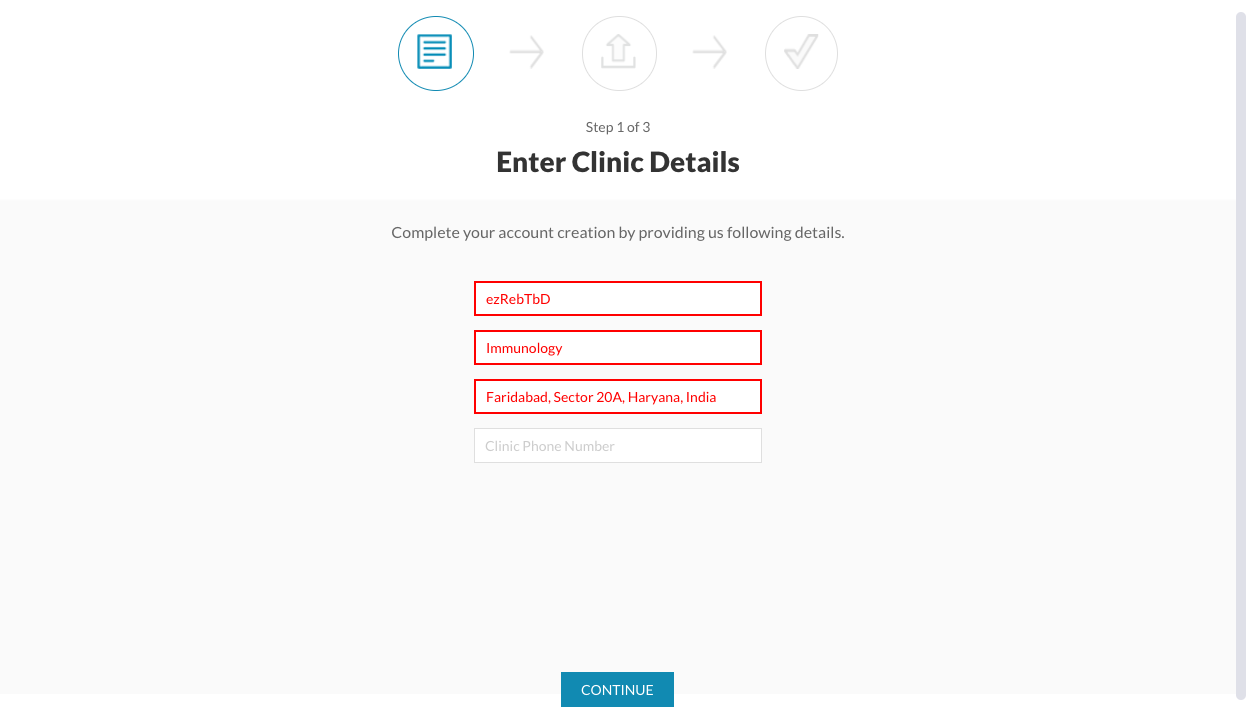 Step 1 of 3
Enter Clinic Details
Complete your account creation by providing us following details.
ezRebTbD
Immunology
Faridabad, Sector 20A, Haryana, India
Clinic Phone Number
CONTINUE